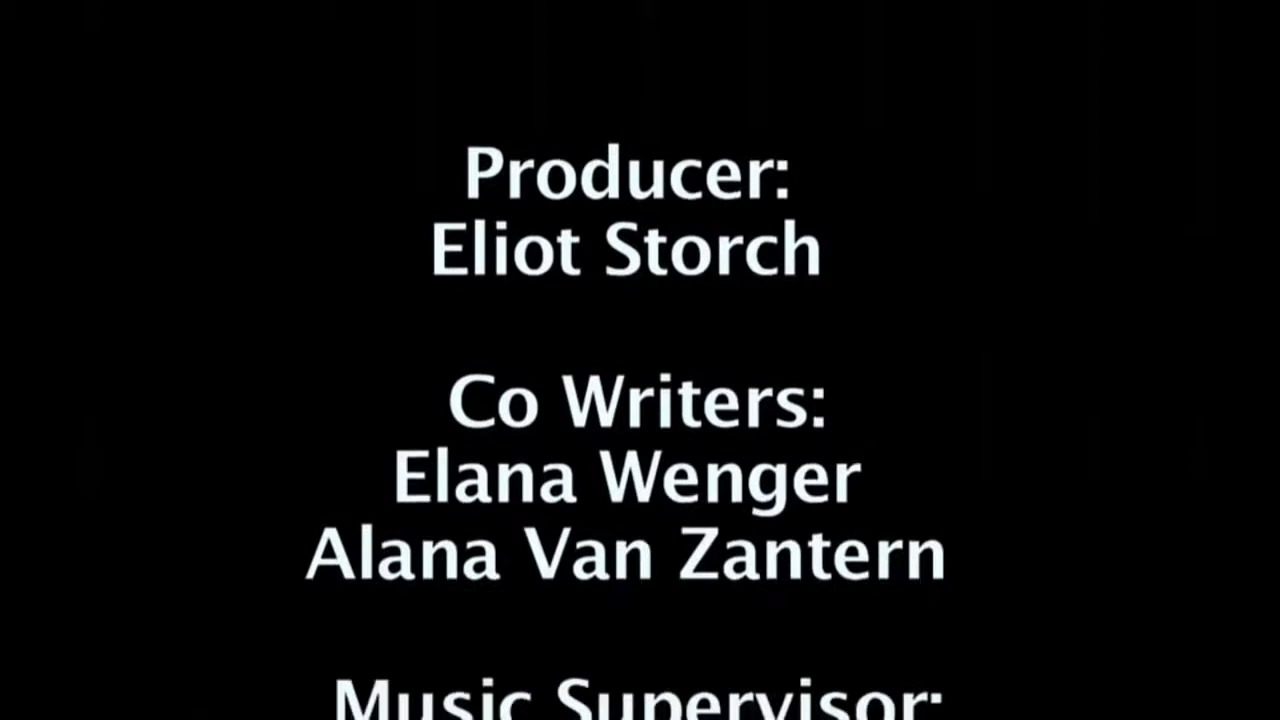 Producer:
Eliot Storch
Co Writers:
Elana Wenger
Alana Van Zantern
Music Supervisor: